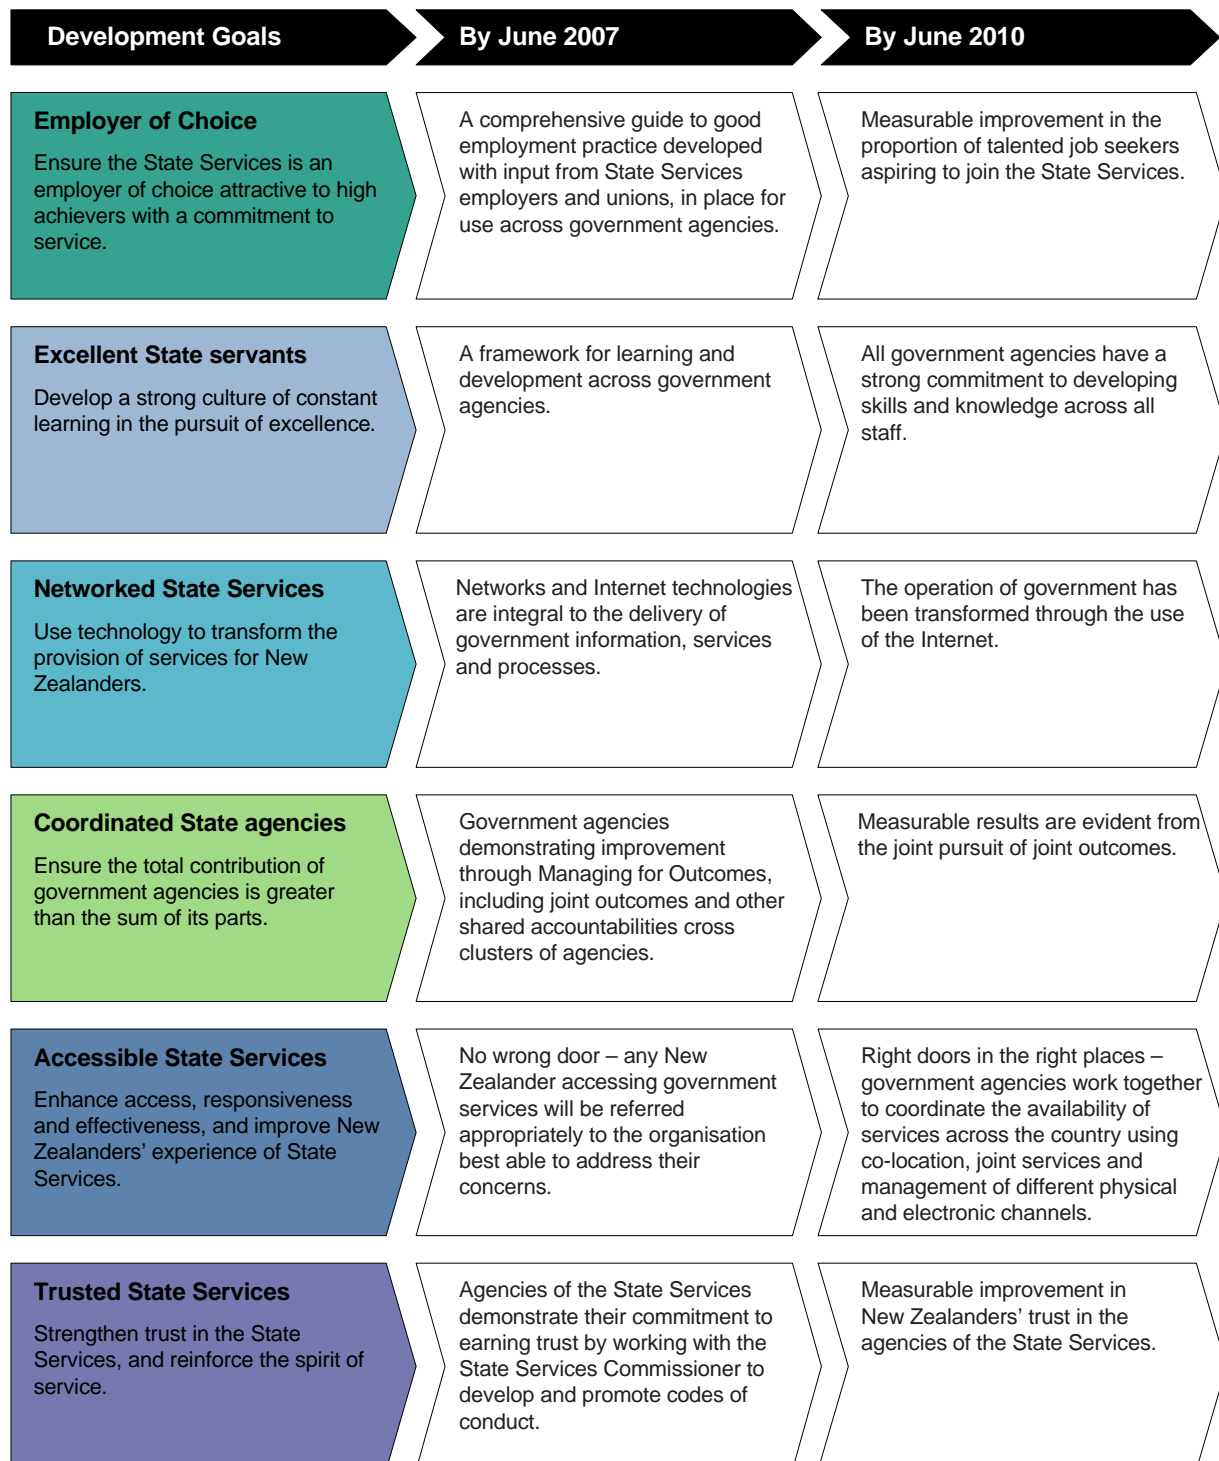 Development Goals
By June 2007
By June 2010
Employer of Choice
Ensure the State Services is an
employer of choice attractive to high
achievers with a commitment to
service.
A comprehensive guide to good
employment practice developed
with input from State Services
employers and unions, in place for
use across government agencies.
Measurable improvement in the
proportion of talented job seekers
aspiring to join the State Services.
Excellent State servants
Develop a strong culture of constant
learning in the pursuit of excellence.
A framework for learning and
development across government
agencies.
All government agencies have a
strong commitment to developing
skills and knowledge across all
staff.
Networked State Services
Use technology to transform the
provision of services for New
Zealanders.
Networks and Internet technologies
are integral to the delivery of
government information, services
and processes.
The operation of government has
been transformed through the use
of the Internet.
Coordinated State agencies
Ensure the total contribution of
government agencies is greater
than the sum of its parts.
Government agencies
demonstrating improvement
through Managing for Outcomes,
including joint outcomes and other
shared accountabilities cross
clusters of agencies.
Measurable results are evident from
the joint pursuit of joint outcomes.
Accessible State Services
Enhance access, responsiveness
and effectiveness, and improve New
Zealanders’ experience of State
Services.
No wrong door – any New
Zealander accessing government
services will be referred
appropriately to the organisation
best able to address their
concerns.
Right doors in the right places –
government agencies work together
to coordinate the availability of
services across the country using
co-location, joint services and
management of different physical
and electronic channels.
Trusted State Services
Strengthen trust in the State
Services, and reinforce the spirit of
service.
Agencies of the State Services
demonstrate their commitment to
earning trust by working with the
State Services Commissioner to
develop and promote codes of
conduct.
Measurable improvement in
New Zealanders’ trust in the
agencies of the State Services.